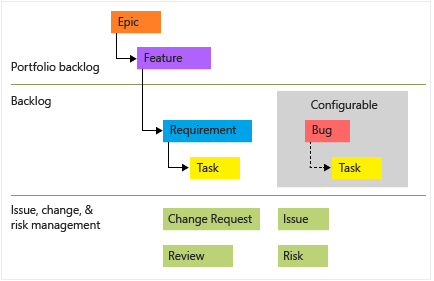 Epic
Feature
Portfolio backlog
Backlog
Configurable
Requirement
Bug
Task
Task
Issue, change, &
risk management
Change Request
Issue
Review
Risk